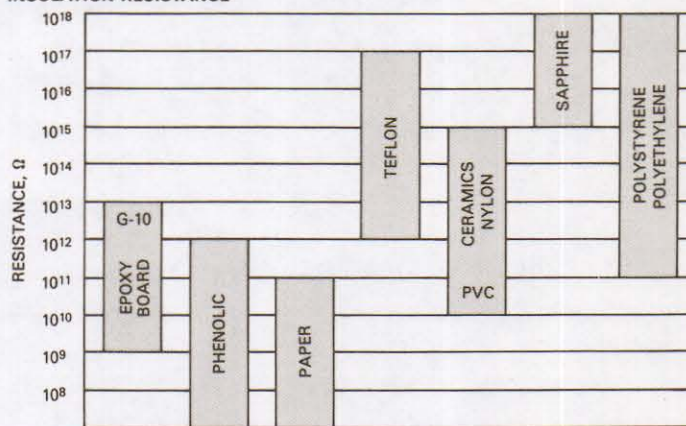 RESISTANCE, Ω
10¹⁸
10¹⁷
10¹⁶
10¹⁵
10¹⁴
10¹³
10¹²
10¹¹
10¹⁰
10⁹
10⁸
G-10
EPOXY
BOARD
PHENOLIC
PAPER
TEFLON
CERAMICS
NYLON
PVC
SAPPHIRE
POLYSTYRENE
POLYETHYLENE